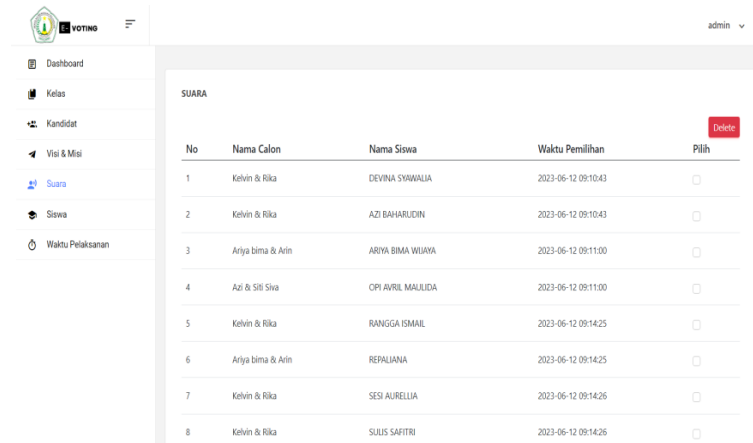 E- VOTING
admin
Dashboard
Kelas
Kandidat
Visi & Misi
Suara
Siswa
Waktu Pelaksanan
SUARA
Delete
No Nama Calon Nama Siswa Waktu Pemilihan Pilih
1 Kelvin & Rika DEVINA SYAWALIA 2023-06-12 09:10:43
2 Kelvin & Rika AZI BAHARUDIN 2023-06-12 09:10:43
3 Ariya bima & Arin ARIYA BIMA WIJAYA 2023-06-12 09:11:00
4 Azi & Siti Siva OPI AVRIL MAULIDA 2023-06-12 09:11:00
5 Kelvin & Rika RANGGA ISMAIL 2023-06-12 09:14:25
6 Ariya bima & Arin REPALIANA 2023-06-12 09:14:25
7 Kelvin & Rika SESI AURELLIA 2023-06-12 09:14:26
8 Kelvin & Rika SULIS SAFITRI 2023-06-12 09:14:26